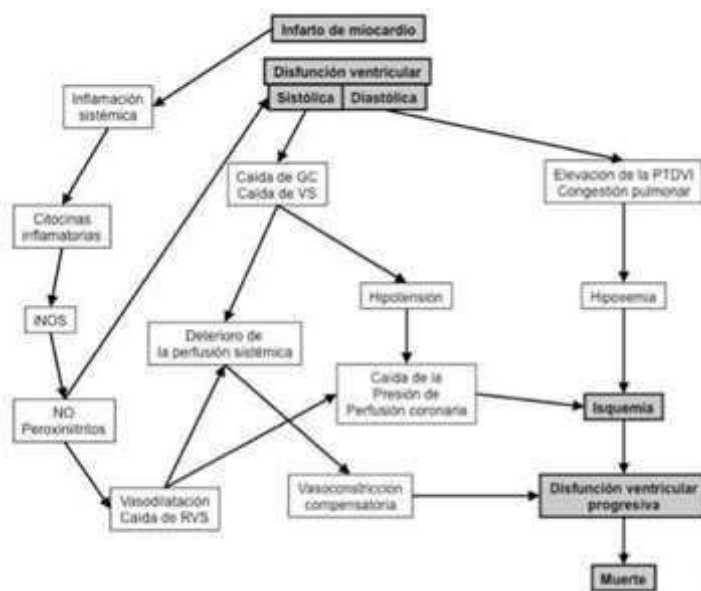 Infarto de miocardio
Disfunción ventricular
Sistólica
Diastólica
Inflamación
sistémica
Caída de GC
Caída de VS
Elevación de la PTDVI
Congestión pulmonar
Citocinas
inflamatorias
Hipotensión
Hipoxemia
iNOS
Deterioro de
la perfusión sistémica
Caída de la
Presión de
Perfusión coronaria
Isquemia
NO
Peroxinitritos
Vasodilatación
Caída de RVS
Vasoconstricción
compensatoria
Disfunción ventricular
progresiva
Muerte